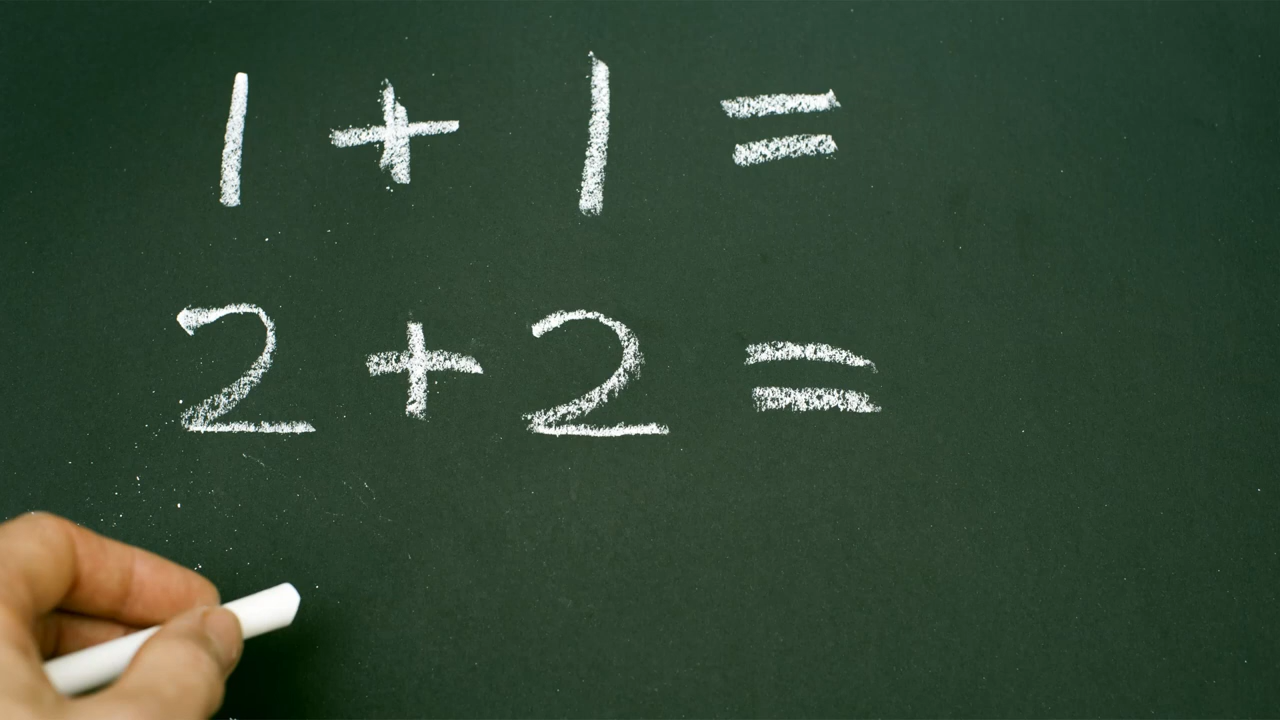 1 + 1 =
2 + 2 =